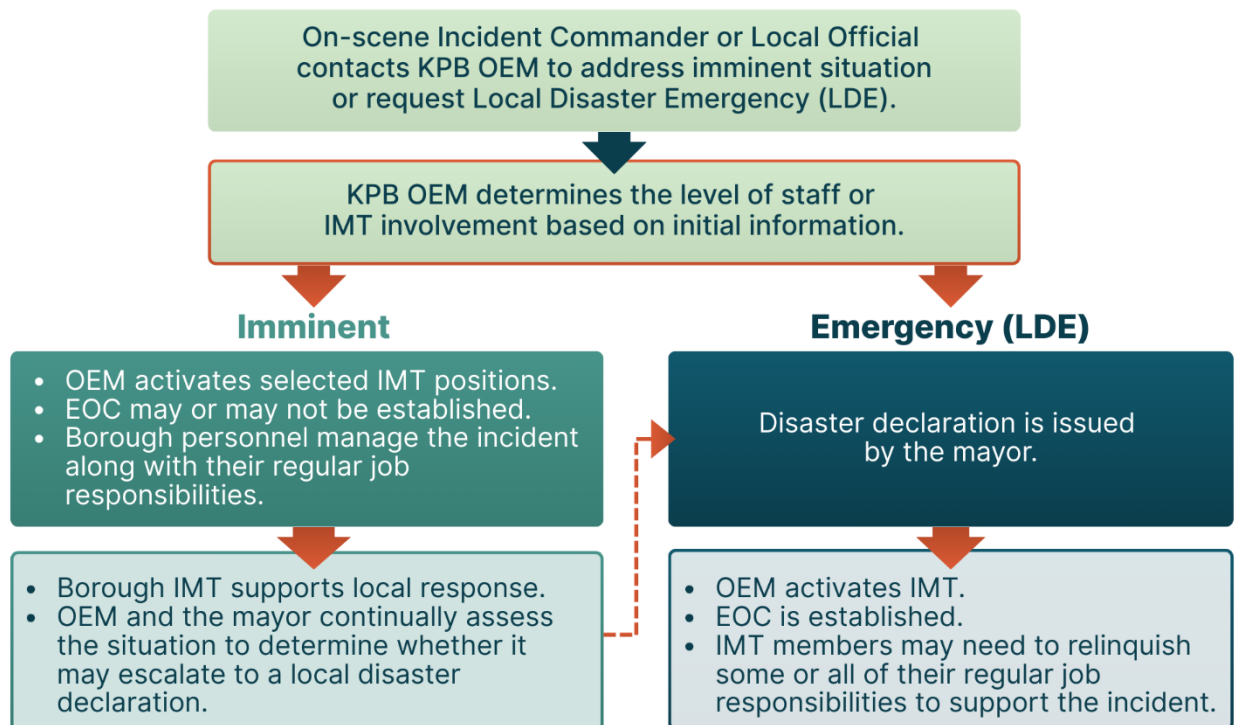 On-scene Incident Commander or Local Official
contacts KPB OEM to address imminent situation
or request Local Disaster Emergency (LDE).
KPB OEM determines the level of staff or
IMT involvement based on initial information.
Imminent
• OEM activates selected IMT positions.
• EOC may or may not be established.
• Borough personnel manage the incident
along with their regular job
responsibilities.
• Borough IMT supports local response.
• OEM and the mayor continually assess
the situation to determine whether it
may escalate to a local disaster
declaration.
Emergency (LDE)
Disaster declaration is issued
by the mayor.
• OEM activates IMT.
• EOC is established.
• IMT members may need to relinquish
some or all of their regular job
responsibilities to support the incident.